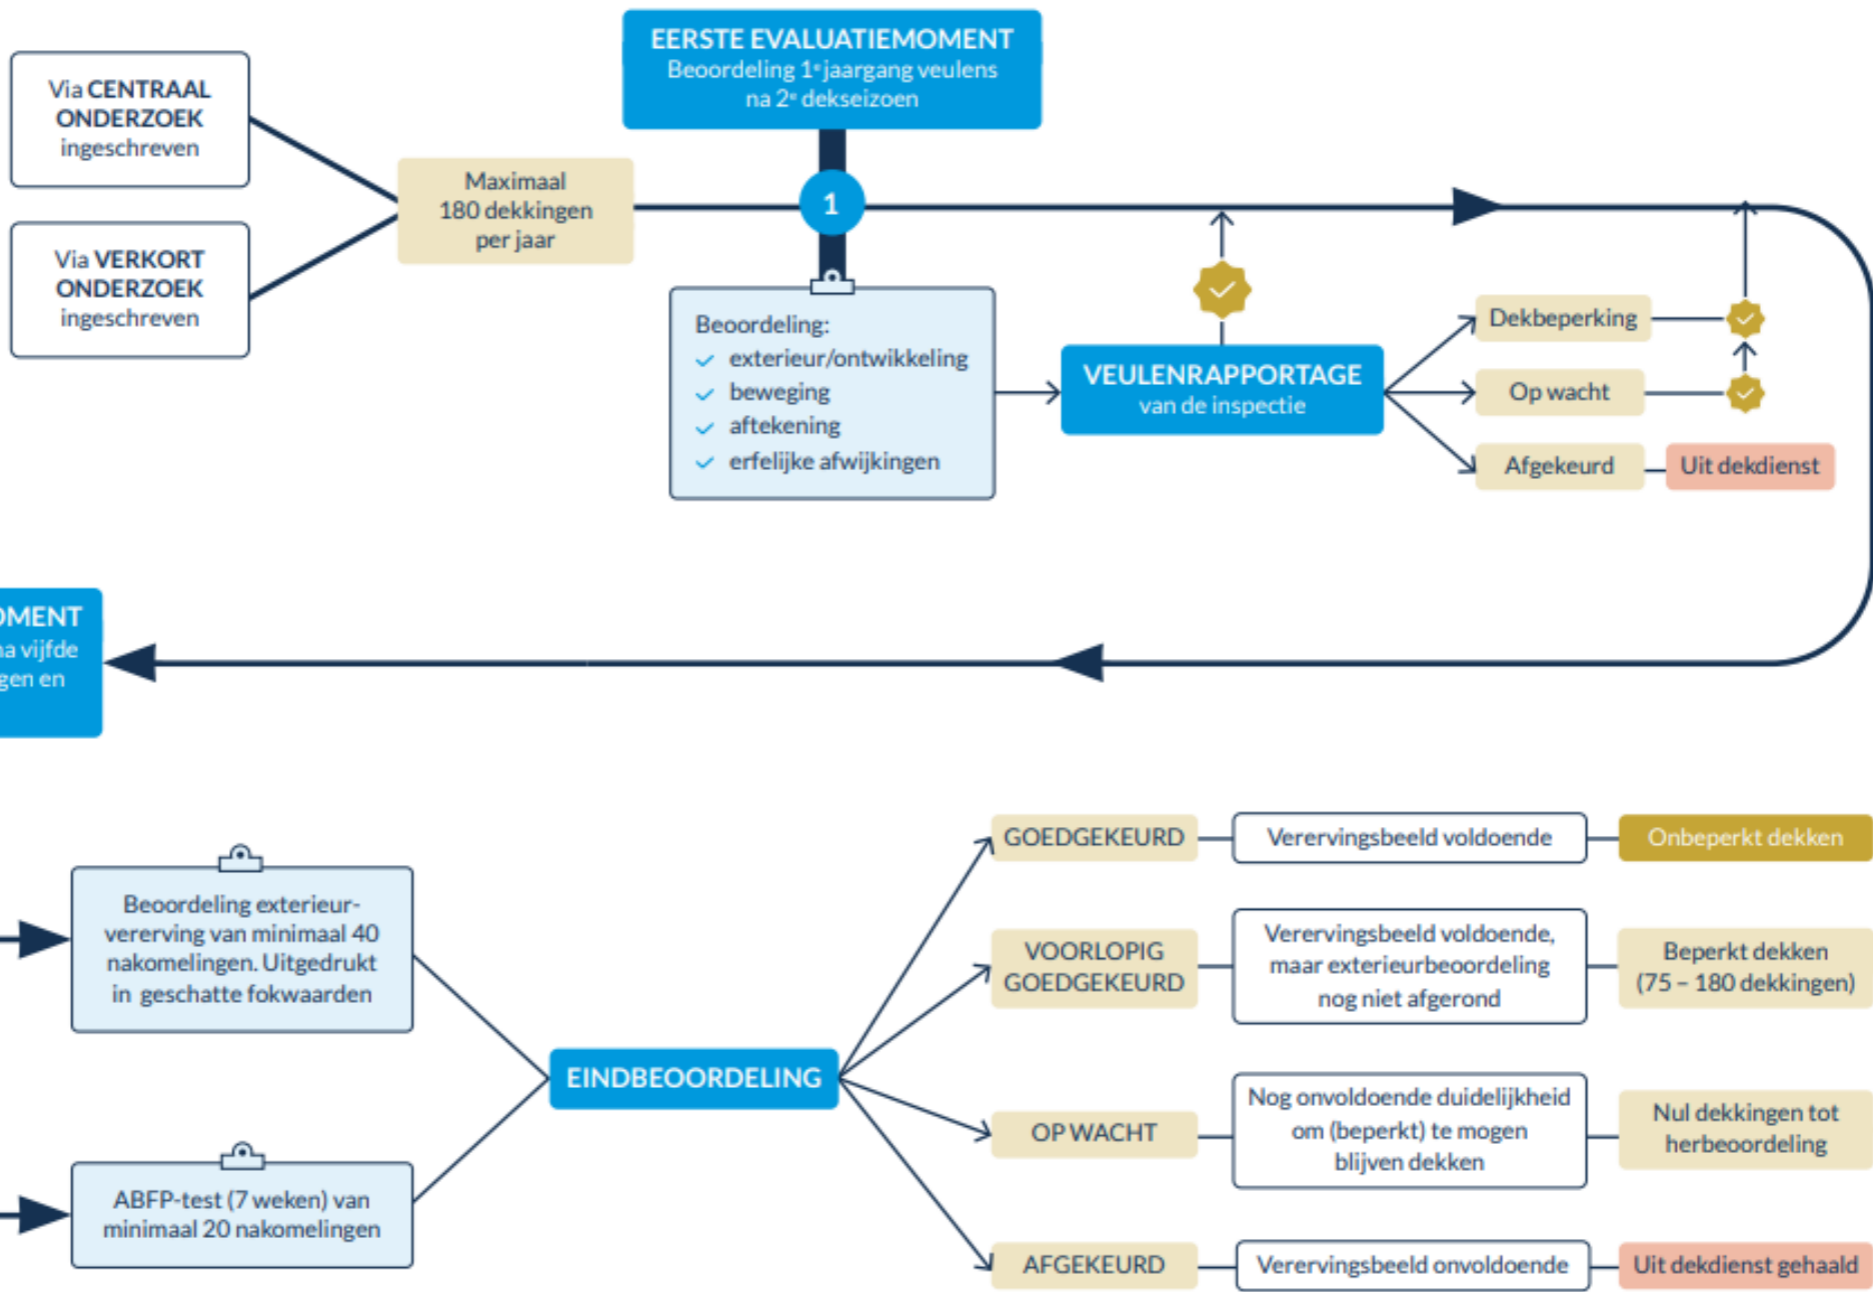 EERSTE EVALUATIEMOMENT
Beoordeling 1e jaargang veulens
na 2e dekseizoen
Via CENTRAAL
ONDERZOEK
ingeschreven
Via VERKORT
ONDERZOEK
ingeschreven
Maximaal
180 dekkingen
per jaar
1
Beoordeling:
exterieur/ontwikkeling
beweging
aftekening
erfelijke afwijkingen
VEULENRAPPORTAGE
van de inspectie
Dekbeperking
Op wacht
Afgekeurd
Uit dekdienst
OMENT
na vijfde
gen en
Beoordeling exterieur-
vererving van minimaal 40
nakomelingen. Uitgedrukt
in geschatte fokwaarden
ABFP-test (7 weken) van
minimaal 20 nakomelingen
EINDBEOORDELING
GOEDGEKEURD
Verervingsbeeld voldoende
Onbeperkt dekken
VOORLOPIG
GOEDGEKEURD
Verervingsbeeld voldoende,
maar exterieurbeoordeling
nog niet afgerond
Beperkt dekken
(75 – 180 dekkingen)
OP WACHT
Nog onvoldoende duidelijkheid
om (beperkt) te mogen
blijven dekken
Nul dekkingen tot
herbeoordeling
AFGEKEURD
Verervingsbeeld onvoldoende
Uit dekdienst gehaald